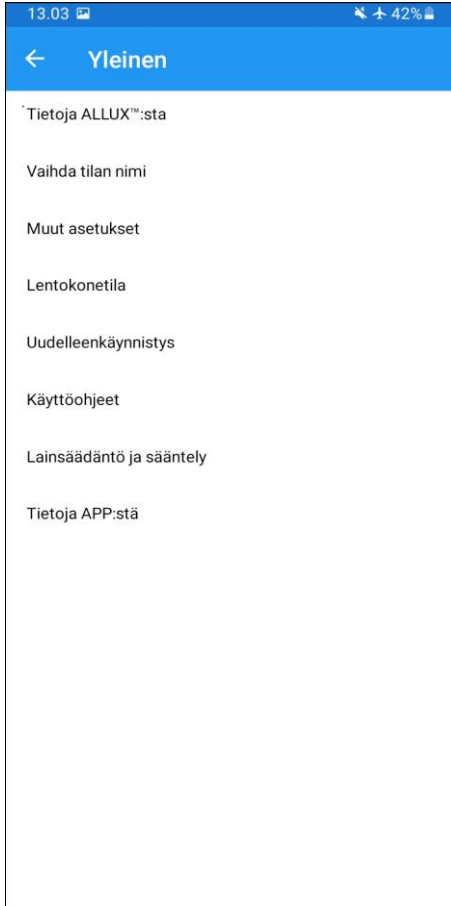 13.03 42%
Yleinen
Tietoja ALLUX™:sta
Vaihda tilan nimi
Muut asetukset
Lentokonetila
Uudelleenkäynnistys
Käyttöohjeet
Lainsäädäntö ja sääntely
Tietoja APP:stä